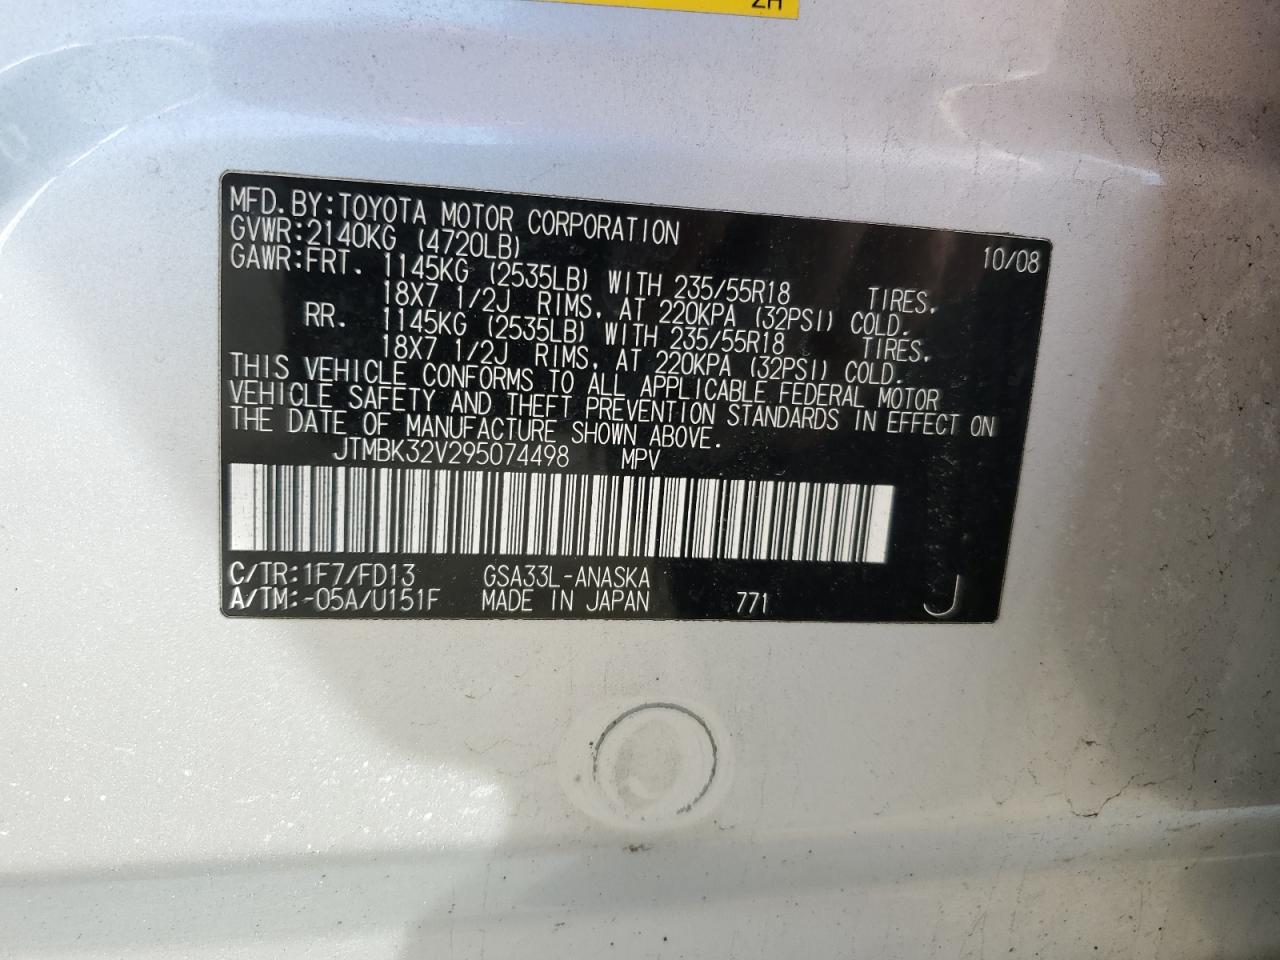 2H
MFD.BY:TOYOTA MOTOR CORPORATION 10/08
GVWR:2140KG (4720LB)
GAWR:FRT. 1145KG (2535LB) WITH 235/55R18 TIRES,
18X7 1/2J RIMS, AT 220KPA (32PSI) COLD.
RR. 1145KG (2535LB) WITH 235/55R18 TIRES,
18X7 1/2J RIMS, AT 220KPA (32PSI) COLD.
THIS VEHICLE CONFORMS TO ALL APPLICABLE FEDERAL MOTOR
VEHICLE SAFETY AND THEFT PREVENTION STANDARDS IN EFFECT ON
THE DATE OF MANUFACTURE SHOWN ABOVE.
JTMBK32V295074498 MPV
C/TR:1F7/FD13 GSA33L-ANASKA
A/TM:-05A/U151F MADE IN JAPAN 771 J